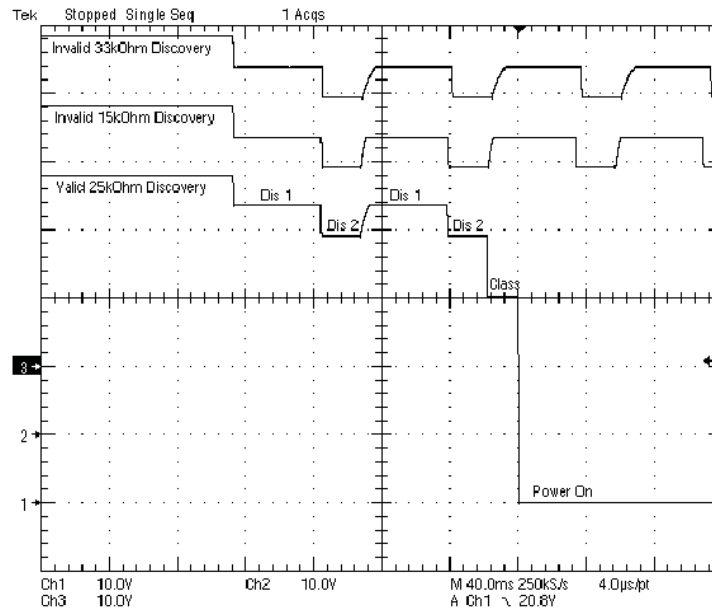 Tek Stopped Single Seq 1 Acqs
Invalid 33kOhm Discovery
Invalid 15kOhm Discovery
Valid 25kOhm Discovery
Dis 1
Dis 1
Dis 2
Dis 2
Class
3
2
1
Power On
Ch1 10.0V Ch2 10.0V M 40.0ms 250kS/s 4.0µs/pt
Ch3 10.0V A Ch1 ⤵ 20.8V